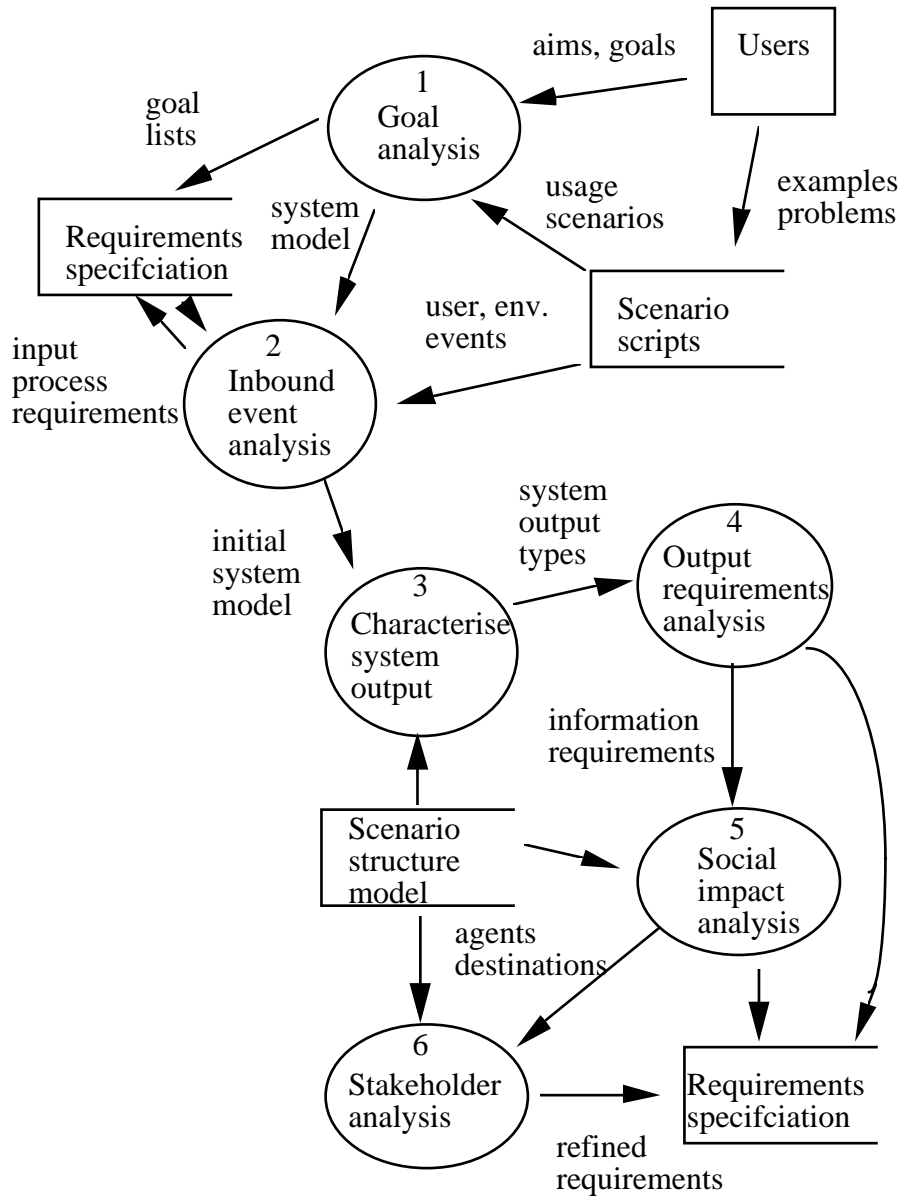 aims, goals
Users
1
Goal
analysis
goal
lists
usage
scenarios
examples
problems
system
model
Requirements
specifciation
user, env.
events
Scenario
scripts
input
process
requirements
2
Inbound
event
analysis
system
output
types
4
Output
requirements
analysis
initial
system
model
3
Characterise
system
output
information
requirements
Scenario
structure
model
5
Social
impact
analysis
agents
destinations
6
Stakeholder
analysis
Requirements
specifciation
refined
requirements